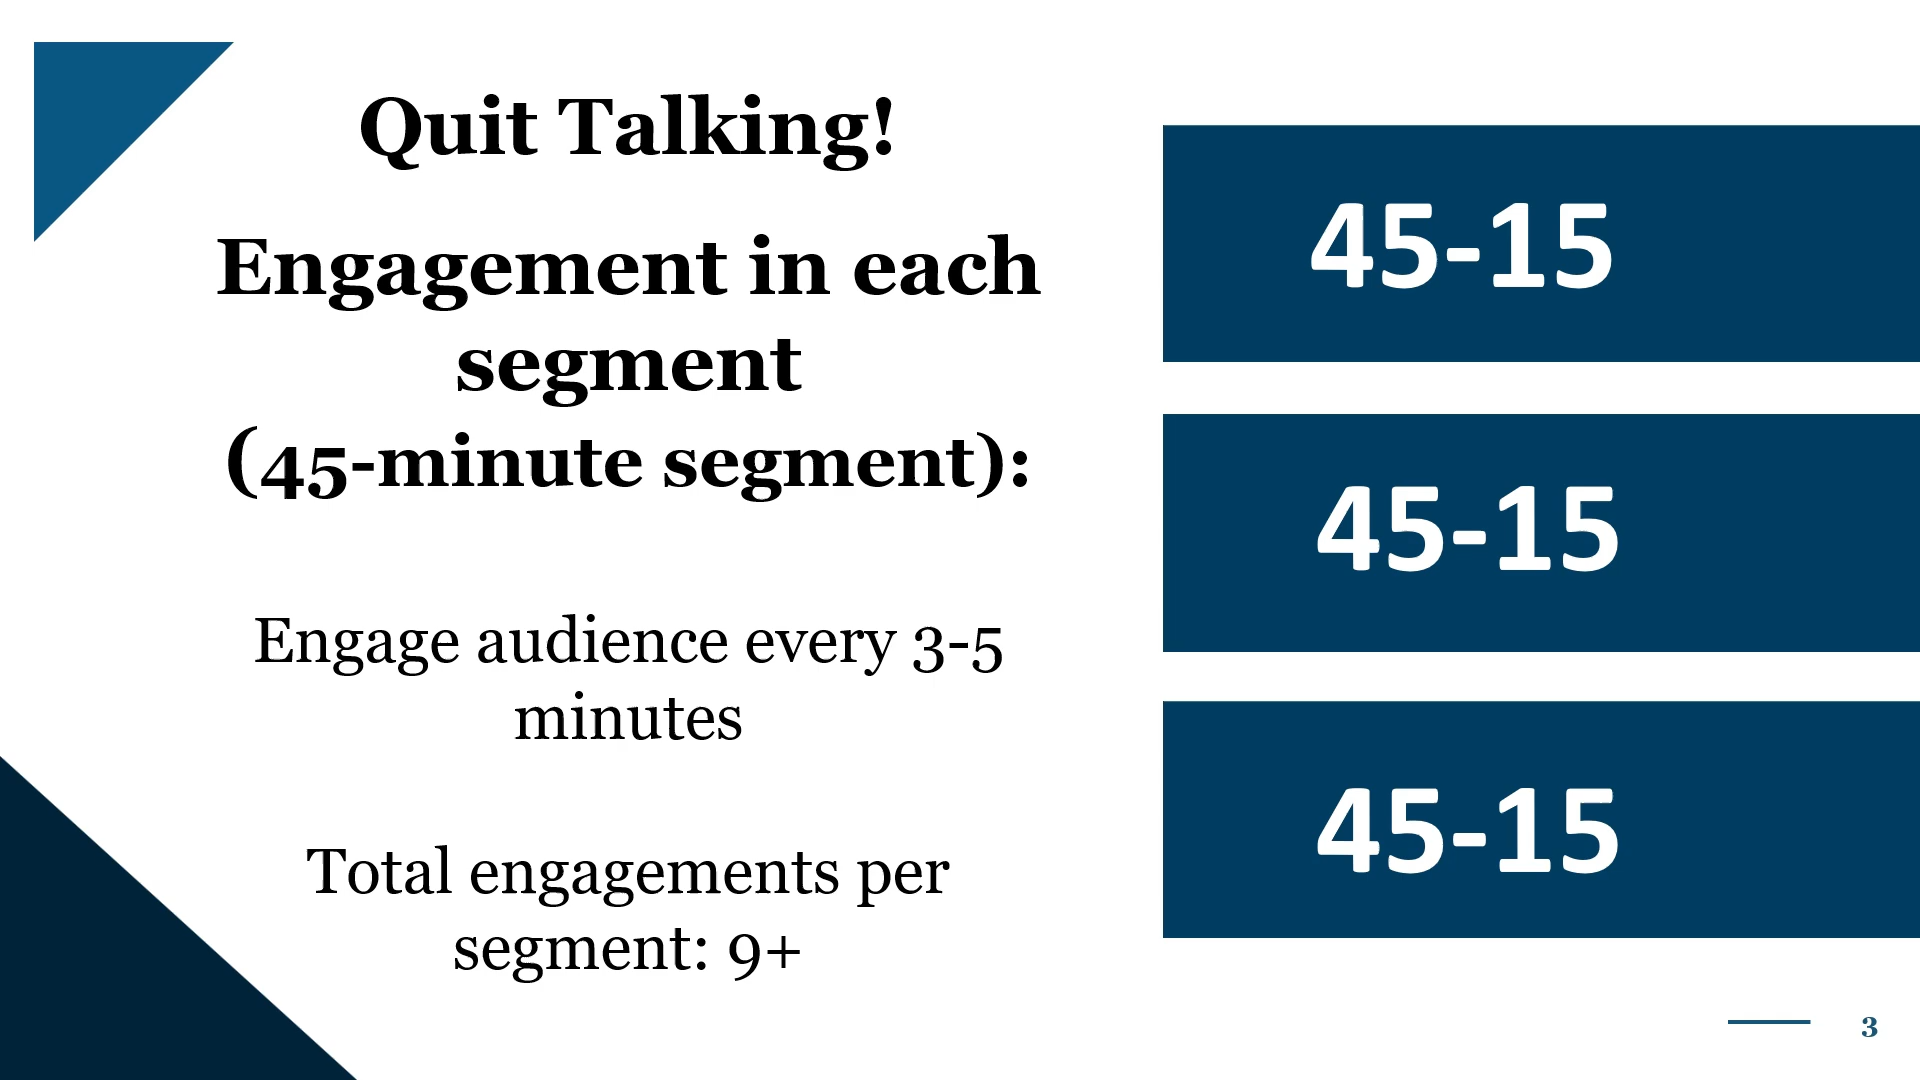 Quit Talking!
Engagement in each
segment
(45-minute segment):
Engage audience every 3-5
minutes
Total engagements per
segment: 9+
45-15
45-15
45-15
3